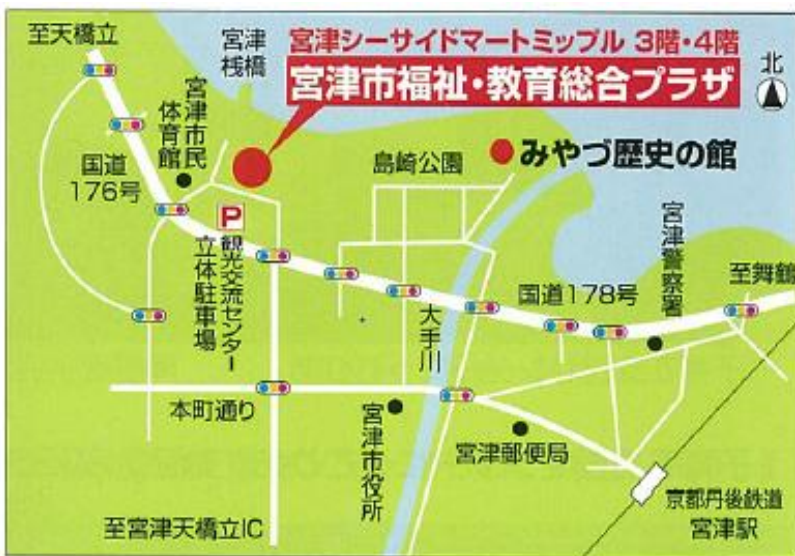 至天橋立
宮津
桟橋
宮津シーサイドマートミップル 3階・4階
宮津市福祉・教育総合プラザ
北
宮津市民
体育館
国道
176号
島崎公園
みやづ歴史の館
P
観光交流センター
立体駐車場
宮津警察署
国道178号
至舞鶴
大手川
本町通り
宮津市役所
宮津郵便局
京都丹後鉄道
宮津駅
至宮津天橋立IC